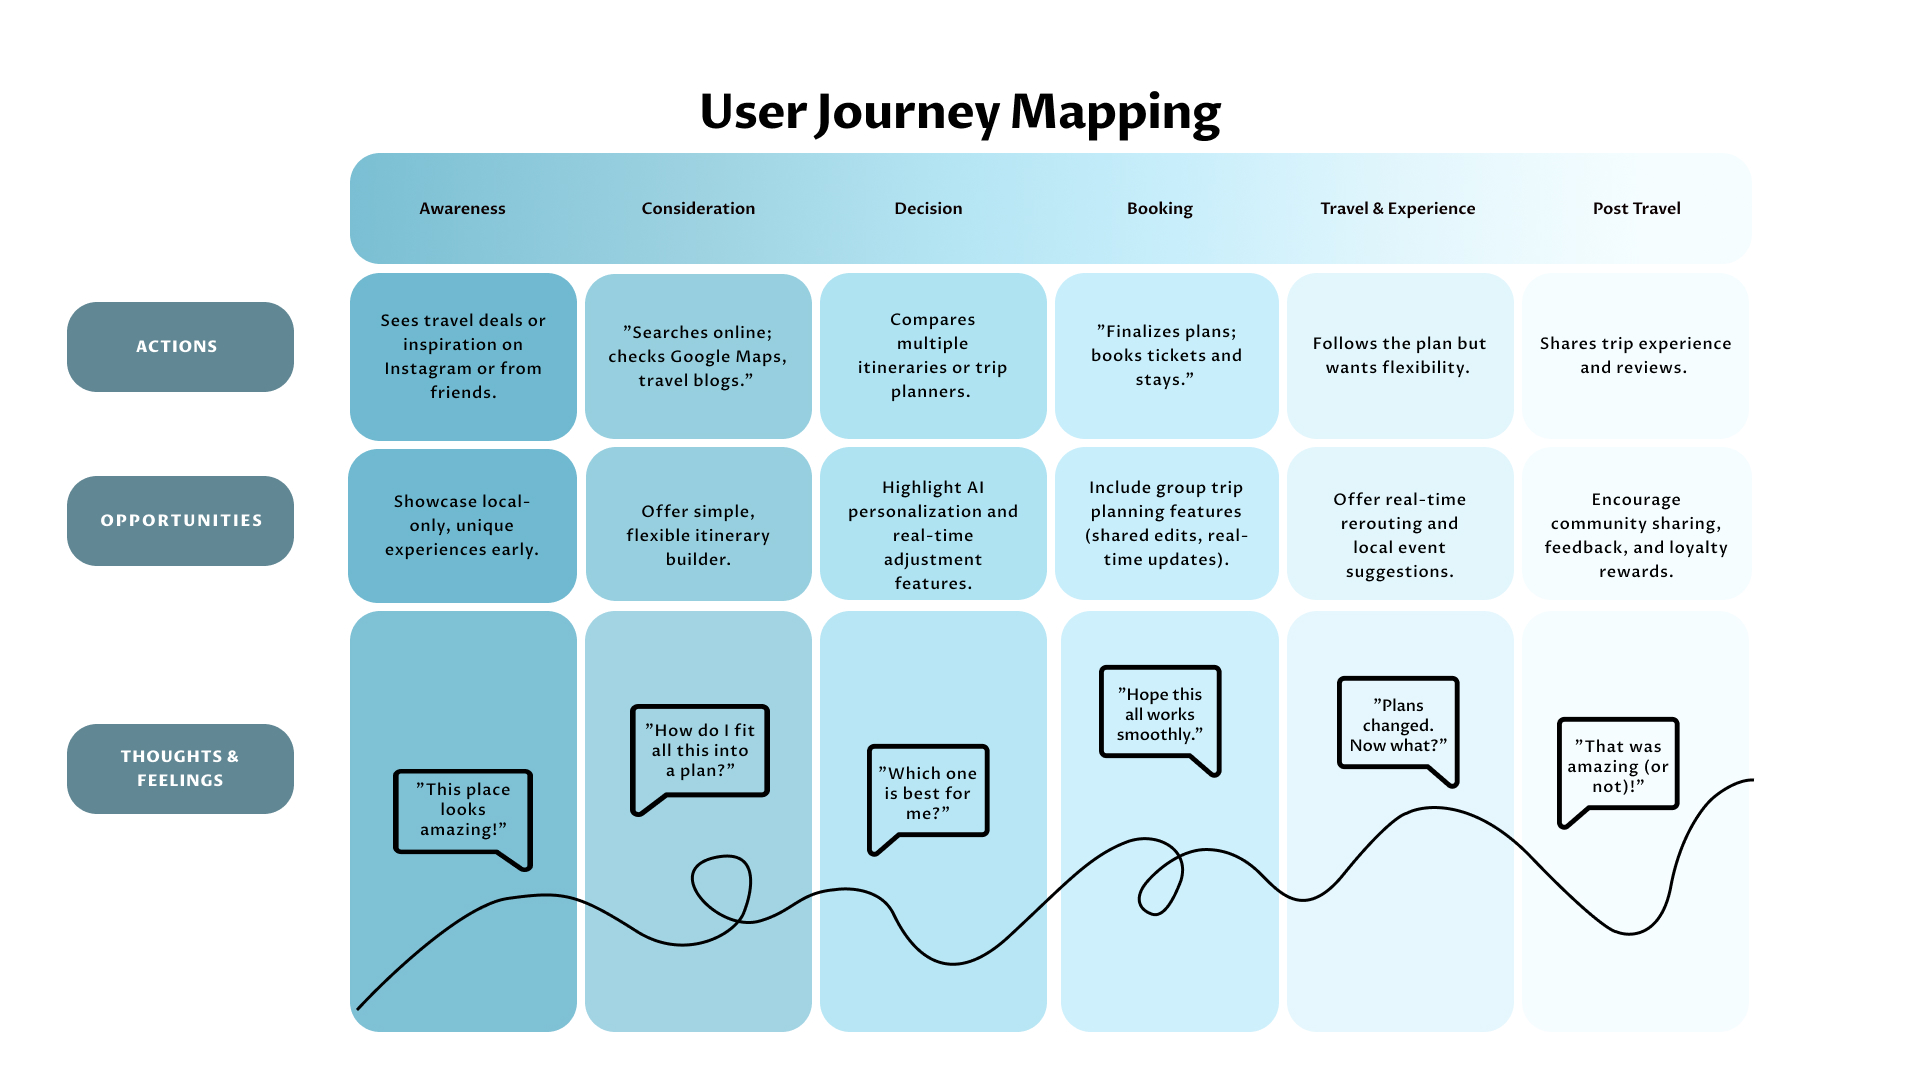 User Journey Mapping
Awareness
Consideration
Decision
Booking
Travel & Experience
Post Travel
ACTIONS
Sees travel deals or
inspiration on
Instagram or from
friends.
”Searches online;
checks Google Maps,
travel blogs.”
Compares
multiple
itineraries or trip
planners.
”Finalizes plans;
books tickets and
stays.”
Follows the plan but
wants flexibility.
Shares trip experience
and reviews.
OPPORTUNITIES
Showcase local-
only, unique
experiences early.
Offer simple,
flexible itinerary
builder.
Highlight AI
personalization and
real-time
adjustment
features.
Include group trip
planning features
(shared edits, real-
time updates).
Offer real-time
rerouting and
local event
suggestions.
Encourage
community sharing,
feedback, and loyalty
rewards.
THOUGHTS &
FEELINGS
”This place
looks
amazing!”
”How do I fit
all this into
a plan?”
”Which one
is best for
me?”
”Hope this
all works
smoothly.”
”Plans
changed.
Now what?”
”That was
amazing (or
not)!”